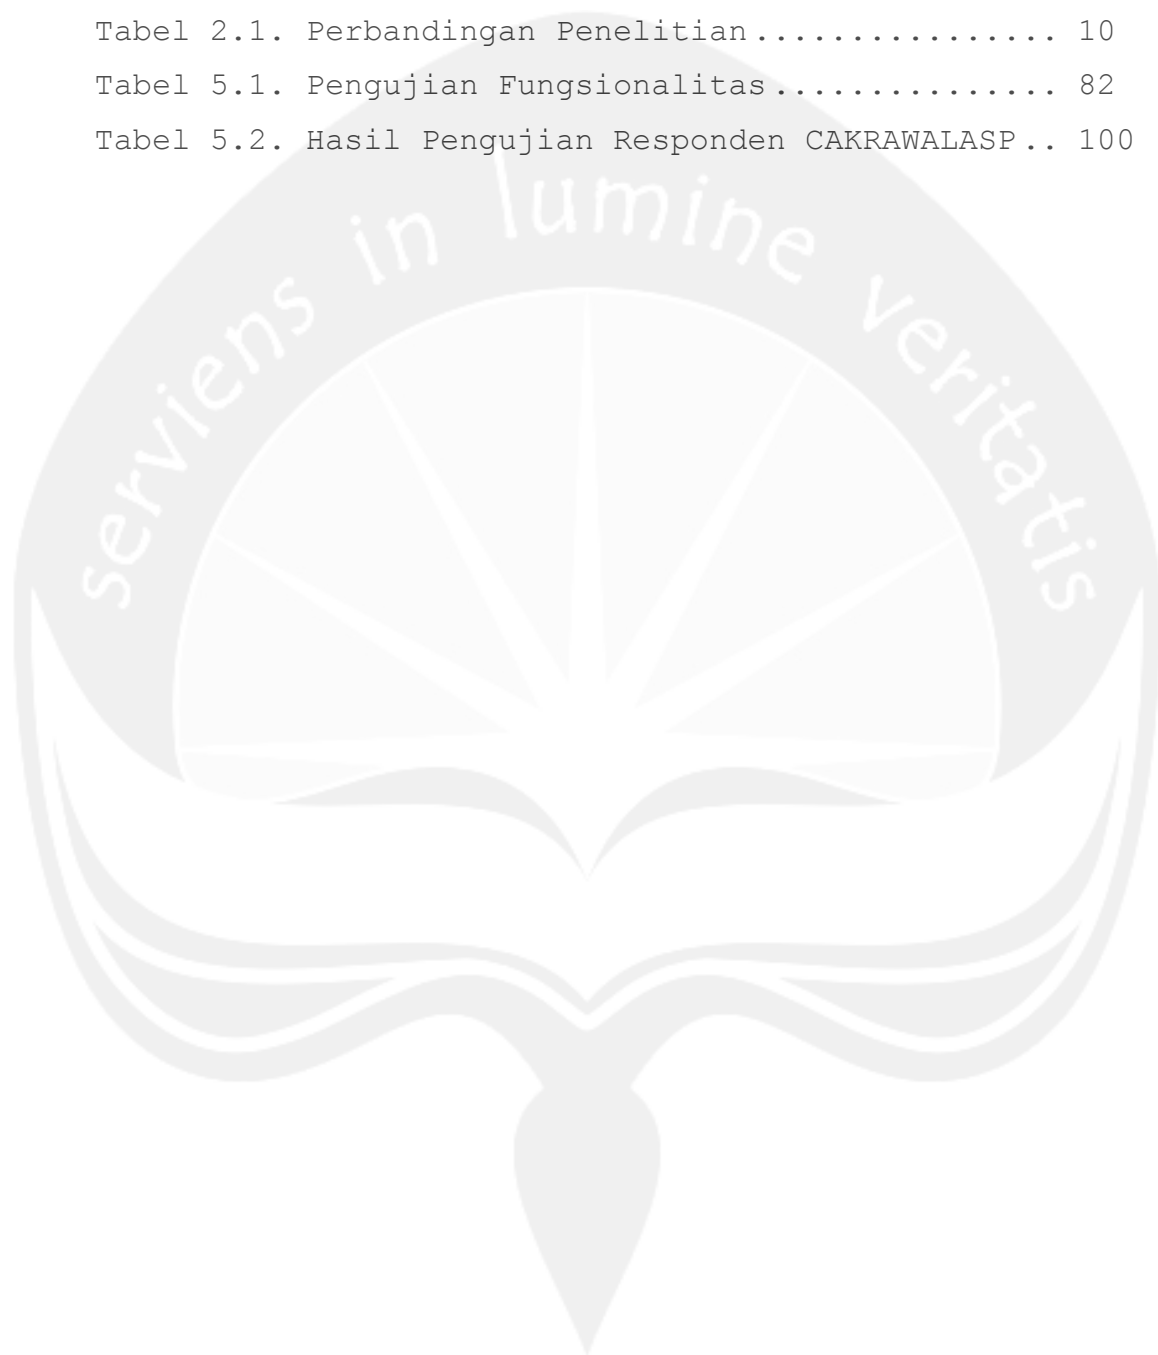 Tabel 2.1. Perbandingan Penelitian................ 10
Tabel 5.1. Pengujian Fungsionalitas............... 82
Tabel 5.2. Hasil Pengujian Responden CAKRAWALASP.. 100
serviens in lumine veritatis